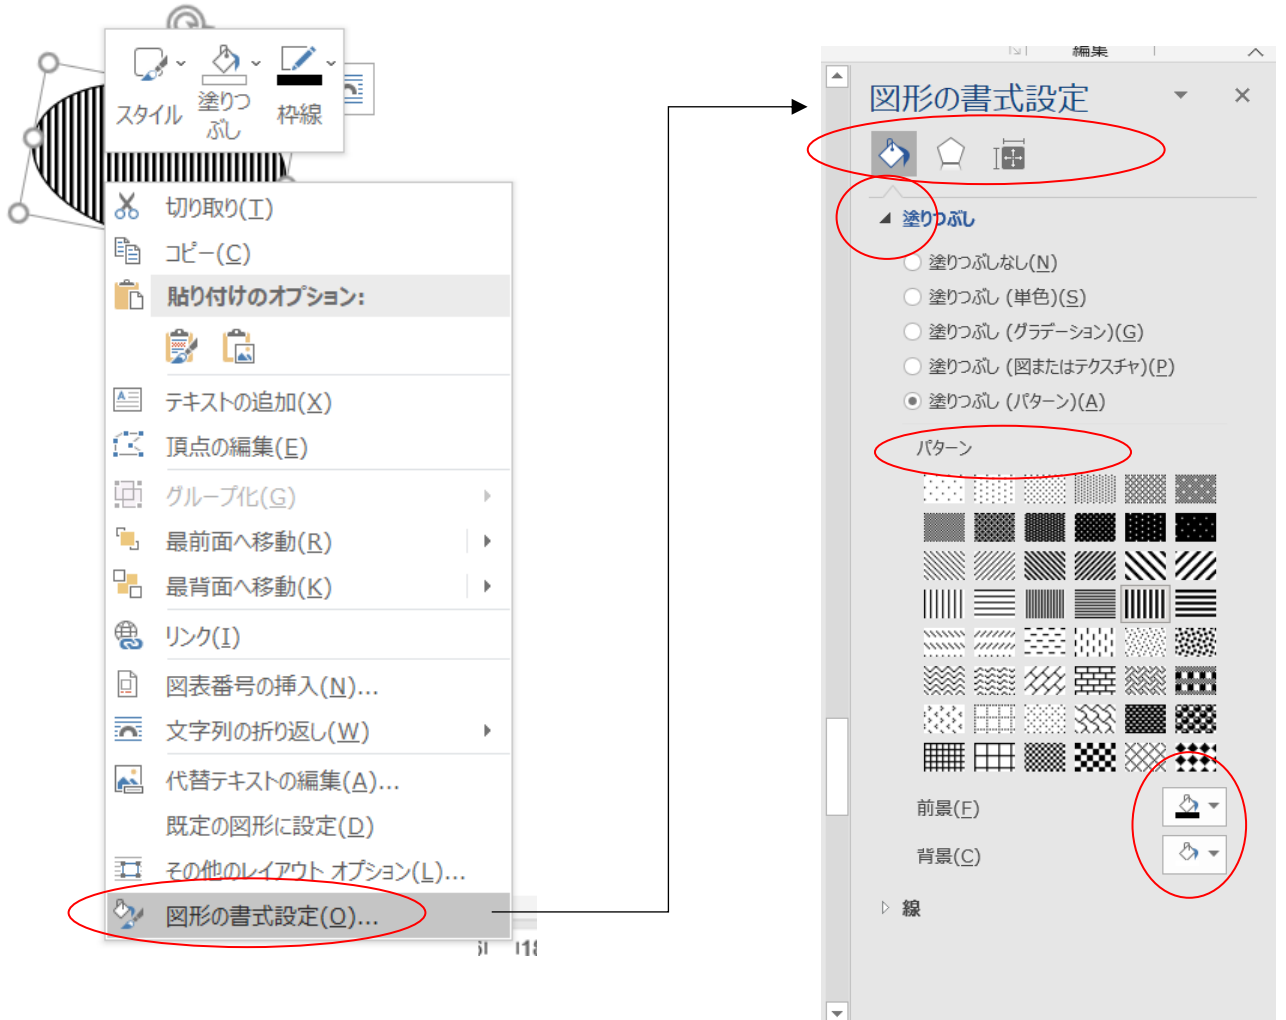 スタイル
塗りつ
ぶし
枠線
切り取り(T)
コピー(C)
貼り付けのオプション:
テキストの追加(X)
頂点の編集(E)
グループ化(G)
最前面へ移動(R)
最背面へ移動(K)
リンク(I)
図表番号の挿入(N)...
文字列の折り返し(W)
代替テキストの編集(A)...
既定の図形に設定(D)
その他のレイアウト オプション(L)...
図形の書式設定(O)...
編集
図形の書式設定
塗りつぶし
塗りつぶしなし(N)
塗りつぶし (単色)(S)
塗りつぶし (グラデーション)(G)
塗りつぶし (図またはテクスチャ)(P)
塗りつぶし (パターン)(A)
パターン
前景(F)
背景(C)
線